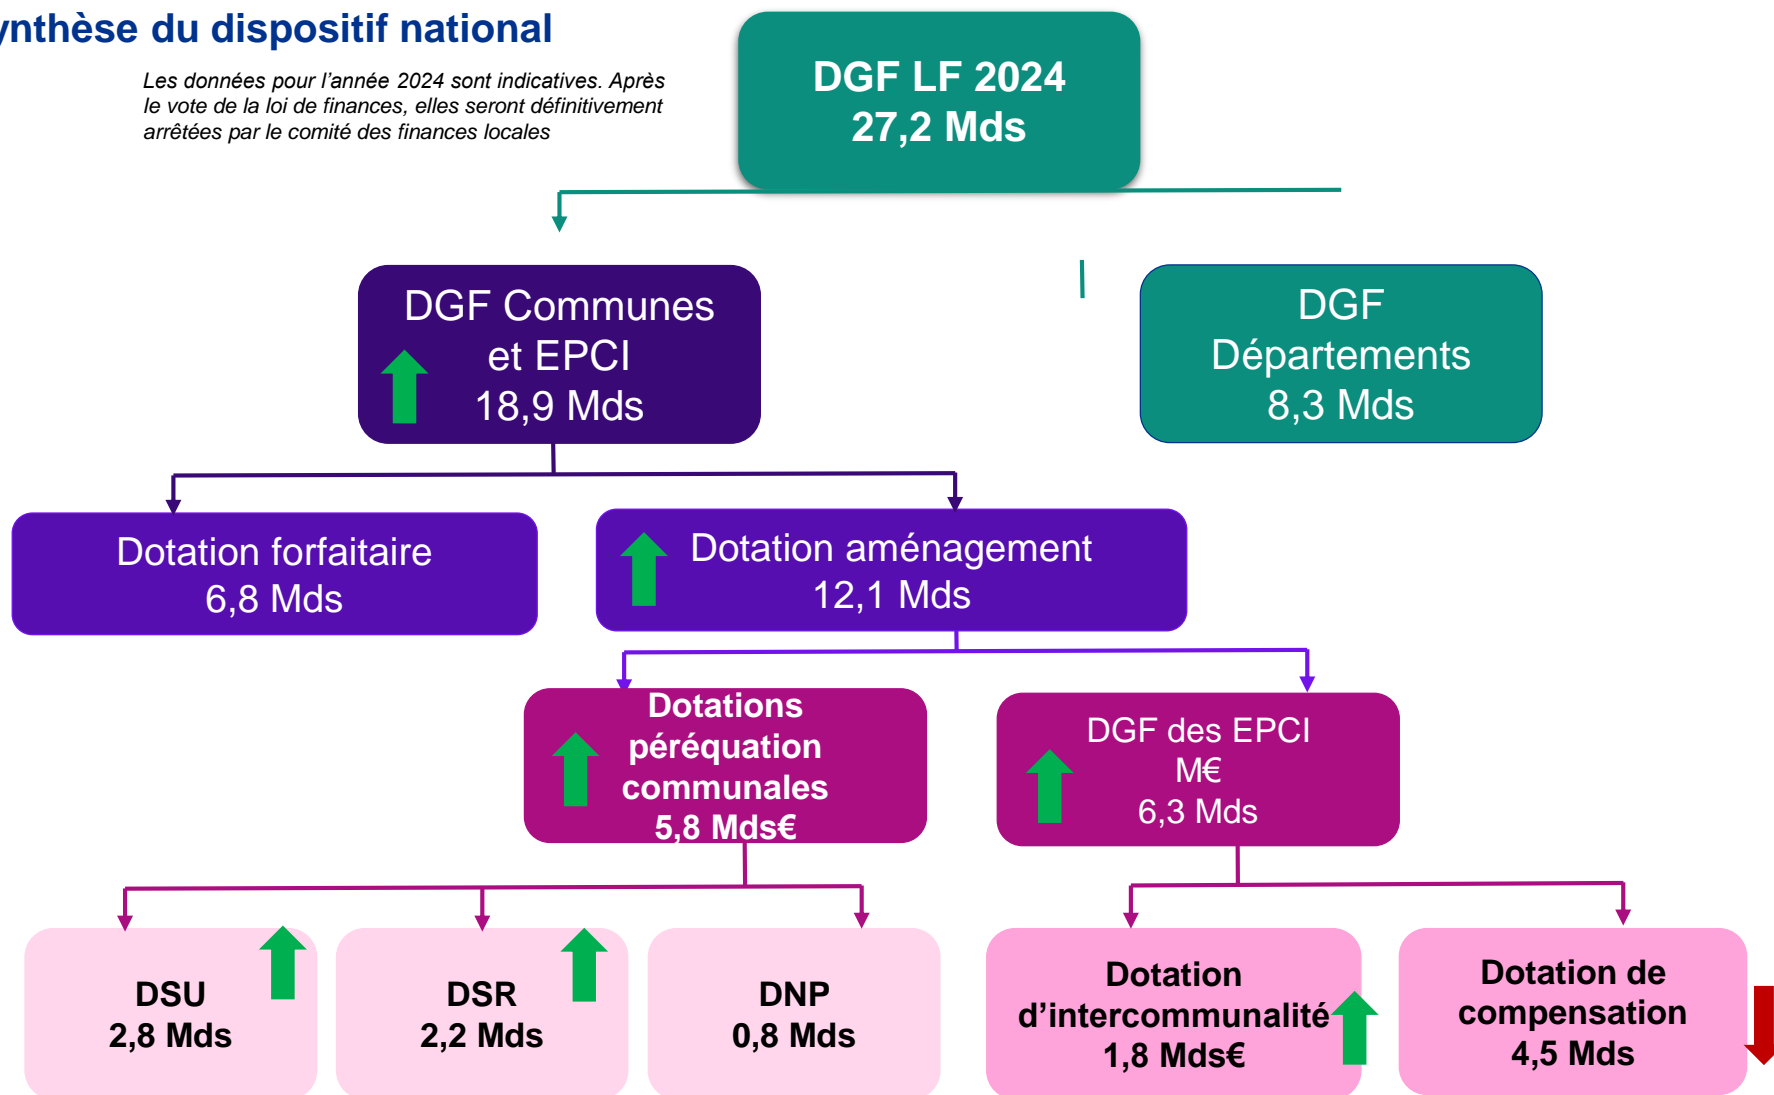 ynthèse du dispositif national
Les données pour l'année 2024 sont indicatives. Après
le vote de la loi de finances, elles seront définitivement
arrêtées par le comité des finances locales
DGF LF 2024
27,2 Mds
DGF Communes
et EPCI
18,9 Mds
DGF
Départements
8,3 Mds
Dotation forfaitaire
6,8 Mds
Dotation aménagement
12,1 Mds
Dotations
péréquation
communales
5,8 Mds€
DGF des EPCI
M€
6,3 Mds
DSU
2,8 Mds
DSR
2,2 Mds
DNP
0,8 Mds
Dotation
d'intercommunalité
1,8 Mds€
Dotation de
compensation
4,5 Mds